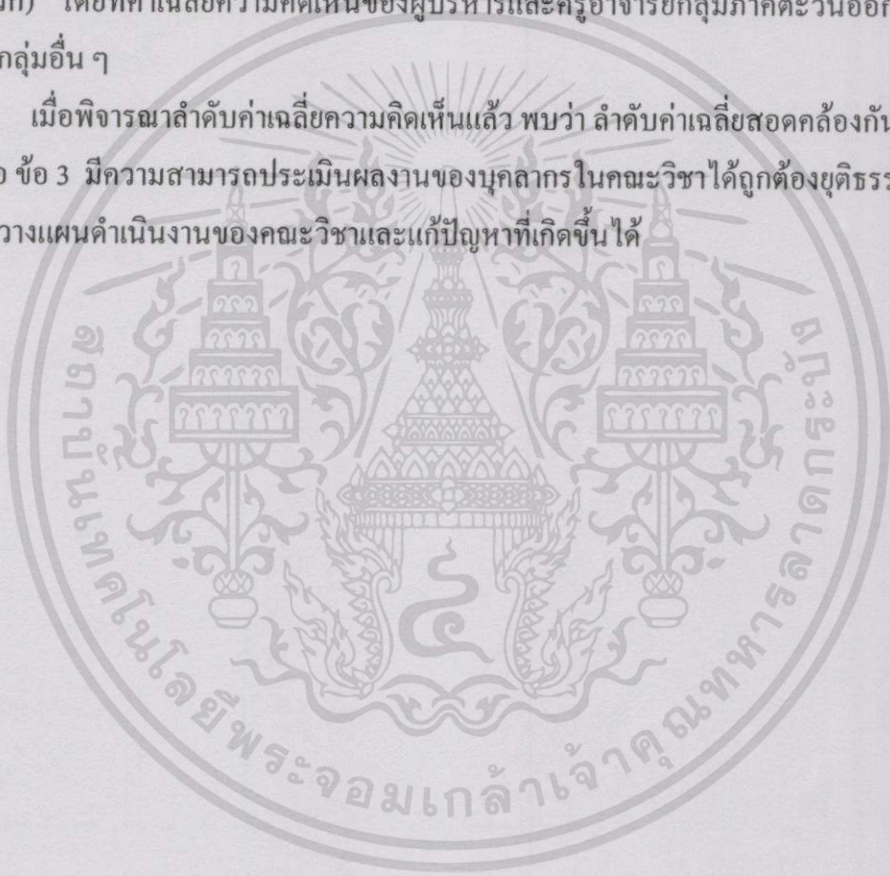 โดยที่ค่าเฉลี่ยความคิดเห็นของผู้บริหารและครูอาจารย์กลุ่มภาคตะวันออก
กลุ่มอื่น ๆ
เมื่อพิจารณาลำดับค่าเฉลี่ยความคิดเห็นแล้ว พบว่า ลำดับค่าเฉลี่ยสอดคล้องกัน
ข้อ 3 มีความสามารถประเมินผลงานของบุคลากรในคณะวิชาได้ถูกต้องยุติธรร
วางแผนดำเนินงานของคณะวิชาและแก้ปัญหาที่เกิดขึ้นได้
สถาบันเทคโนโลยีพระจอมเกล้าเจ้าคุณทหารลาดกระบัง